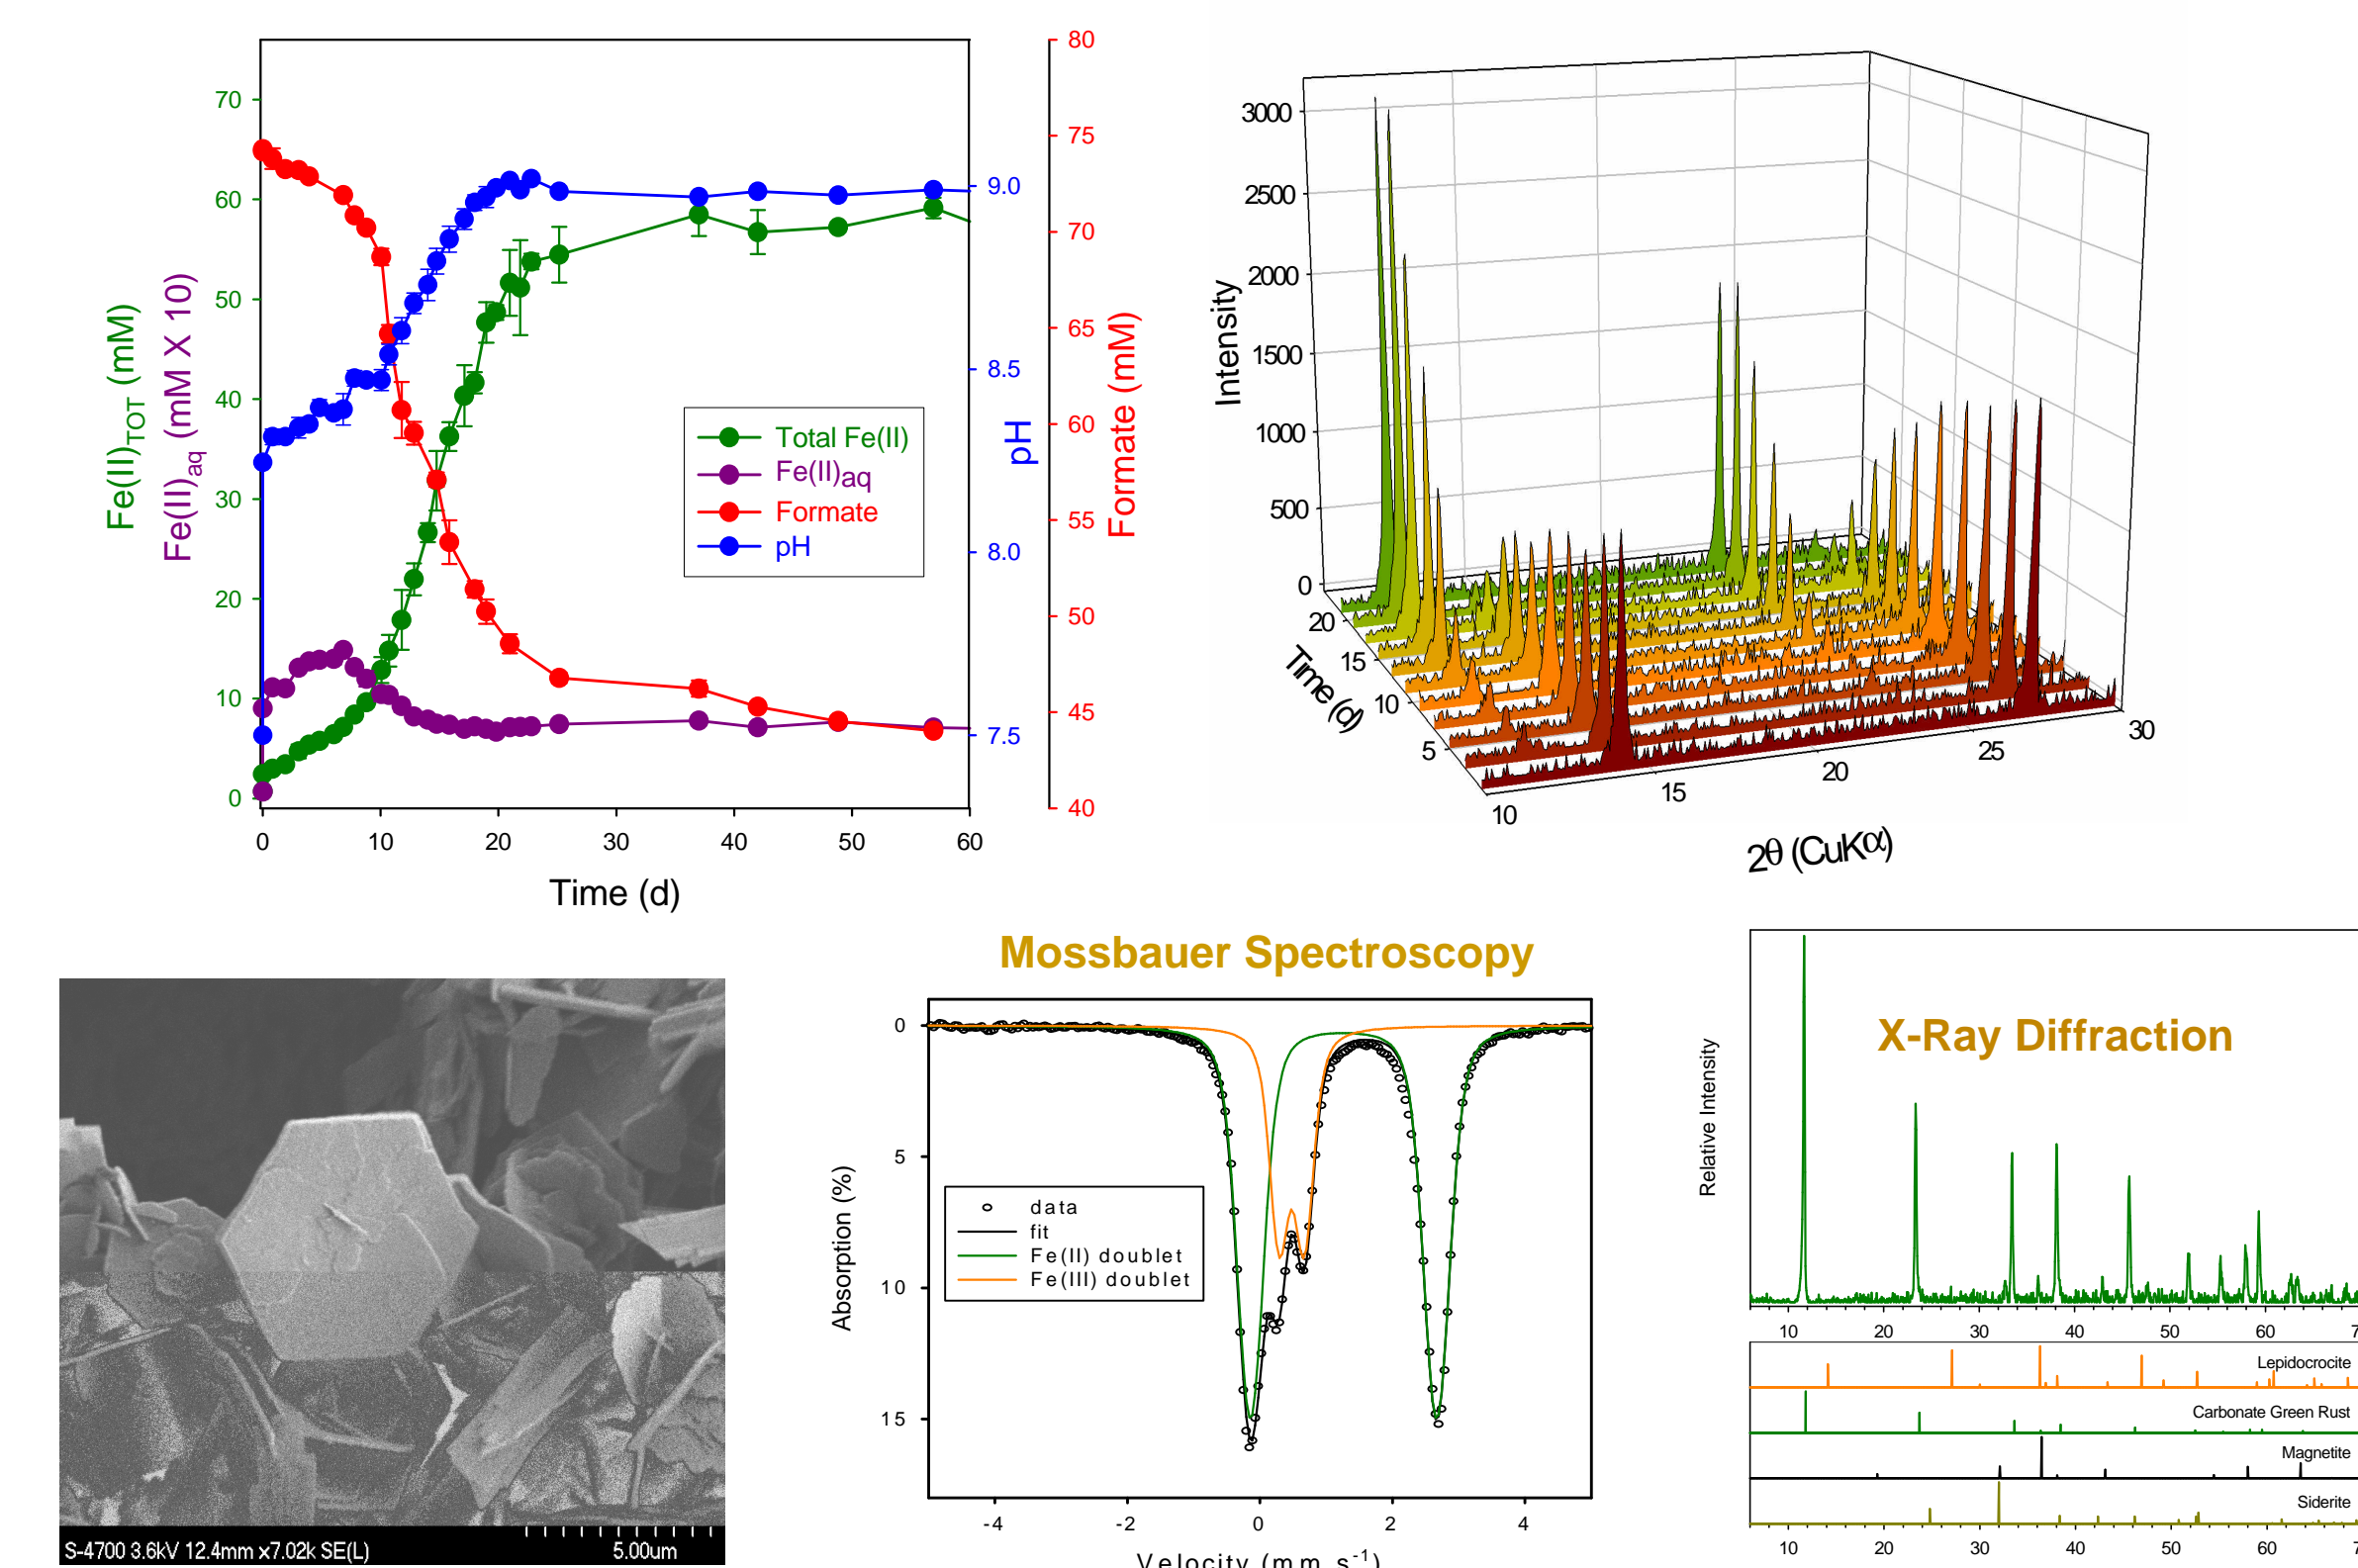 70
60
50
40
30
20
10
0
Fe(II)TOT (mM)
Fe(II)aq (mM X 10)
0 10 20 30 40 50 60
Time (d)
9.0
8.5
8.0
7.5
pH
80
75
70
65
60
55
50
45
40
Formate (mM)
Total Fe(II)
Fe(II)aq
Formate
pH
3000
2500
2000
1500
1000
500
0
Intensity
20
15
10
5
Time (d)
10 15 20 25 30
2θ (CuKα)
S-4700 3.6kV 12.4mm x7.02k SE(L) 5.00um
Mossbauer Spectroscopy
0
5
10
15
Absorption (%)
data
fit
Fe(II) doublet
Fe(III) doublet
-4 -2 0 2 4
Velocity (mm s-1)
X-Ray Diffraction
Relative Intensity
10 20 30 40 50 60
Lepidocrocite
Carbonate Green Rust
Magnetite
Siderite
10 20 30 40 50 60